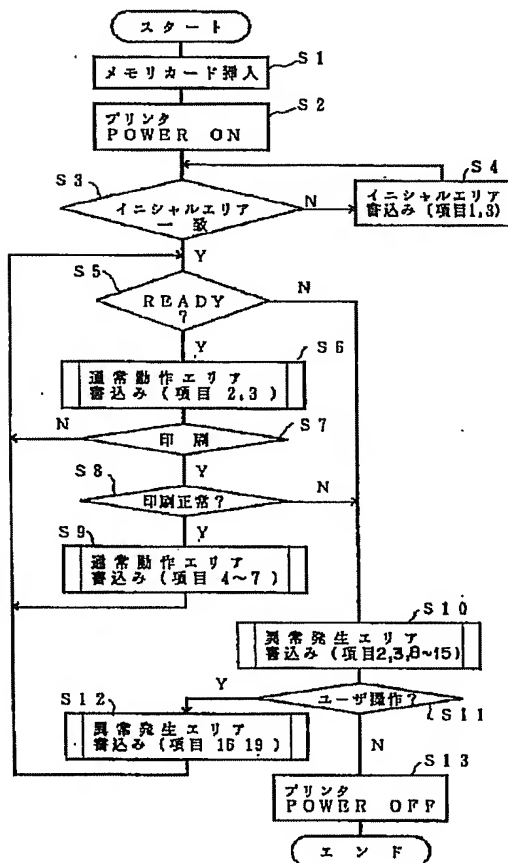 スタート
S1
メモリカード挿入
S2
プリンタ
POWER ON
S3
イニシャルエリア
一致
N
S4
イニシャルエリア
書込み (項目1,3)
Y
S5
READY
?
N
Y
S6
通常動作エリア
書込み (項目 2,3 )
N
印刷
S7
Y
S8
印刷正常?
N
Y
S9
通常動作エリア
書込み (項目 4~7 )
S10
異常発生エリア
書込み (項目2,3,8~15)
Y
ユーザ操作?
S11
S12
異常発生エリア
書込み (項目 16 19 )
N
S13
プリンタ
POWER OFF
エンド